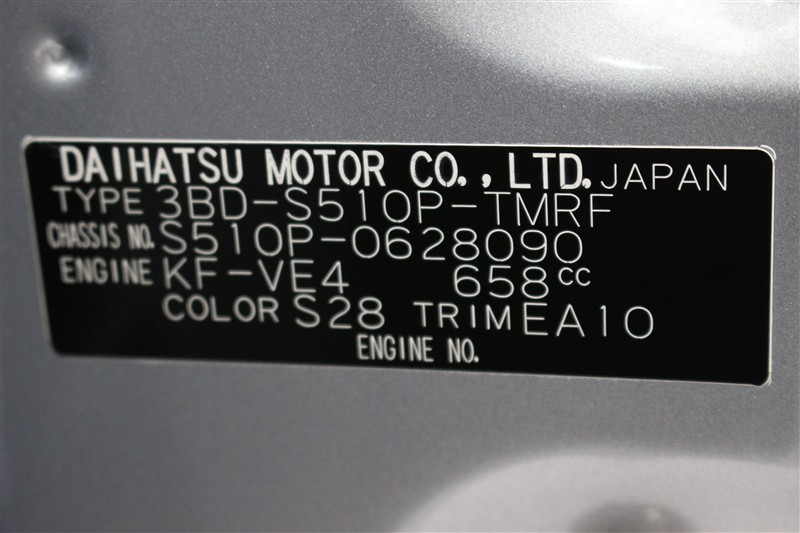 DAIHATSU MOTOR CO., LTD. JAPAN
TYPE 3BD-S510P-TMRF
CHASSIS NO. S510P-0628090
ENGINE KF-VE4 658cc
COLOR S28 TRIM EA10
ENGINE NO.